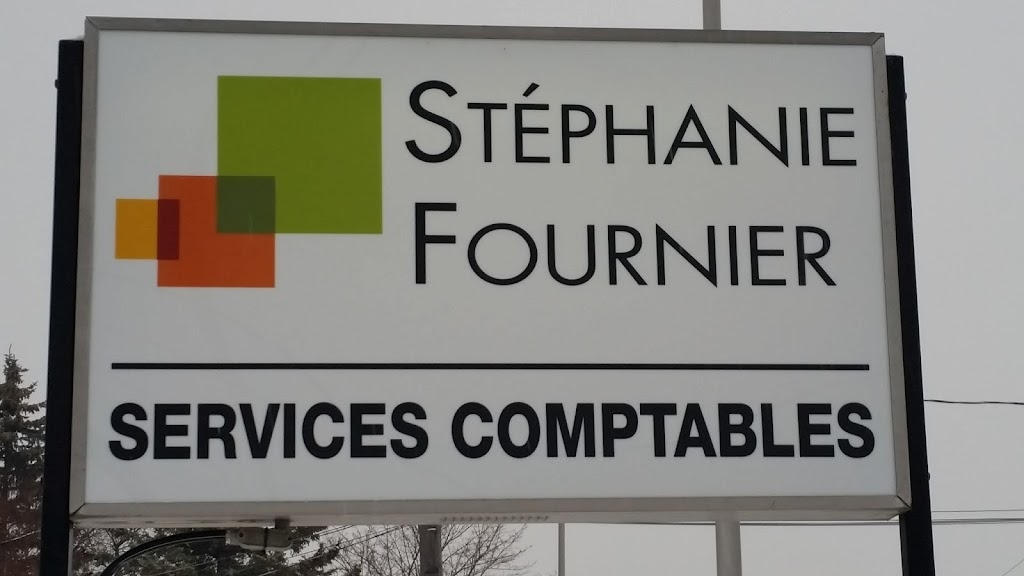 STÉPHANIE
FOURNIER
SERVICES COMPTABLES